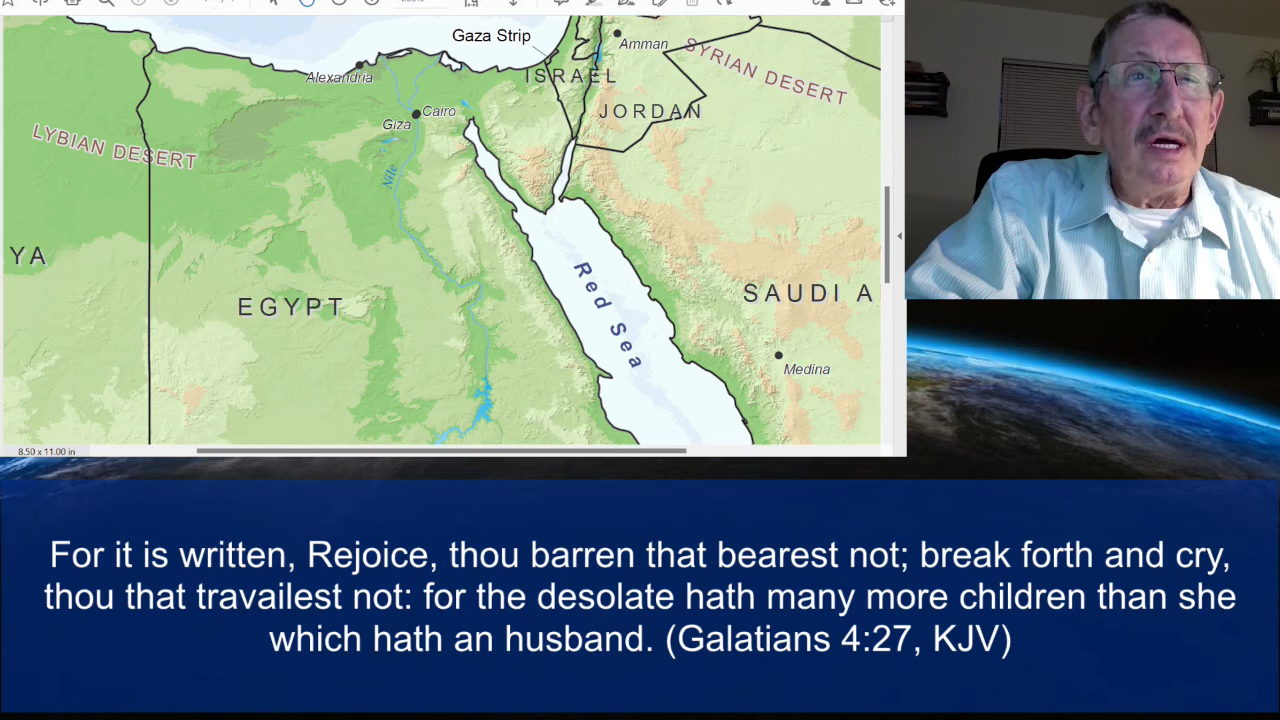 Gaza Strip
Amman
SYRIAN DESERT
Alexandria
ISRAEL
JORDAN
Cairo
Giza
LYBIAN DESERT
Nile
YA
EGYPT
Red Sea
SAUDI A
Medina
8.50 x 11.00 in
For it is written, Rejoice, thou barren that bearest not; break forth and cry,
thou that travailest not: for the desolate hath many more children than she
which hath an husband. (Galatians 4:27, KJV)